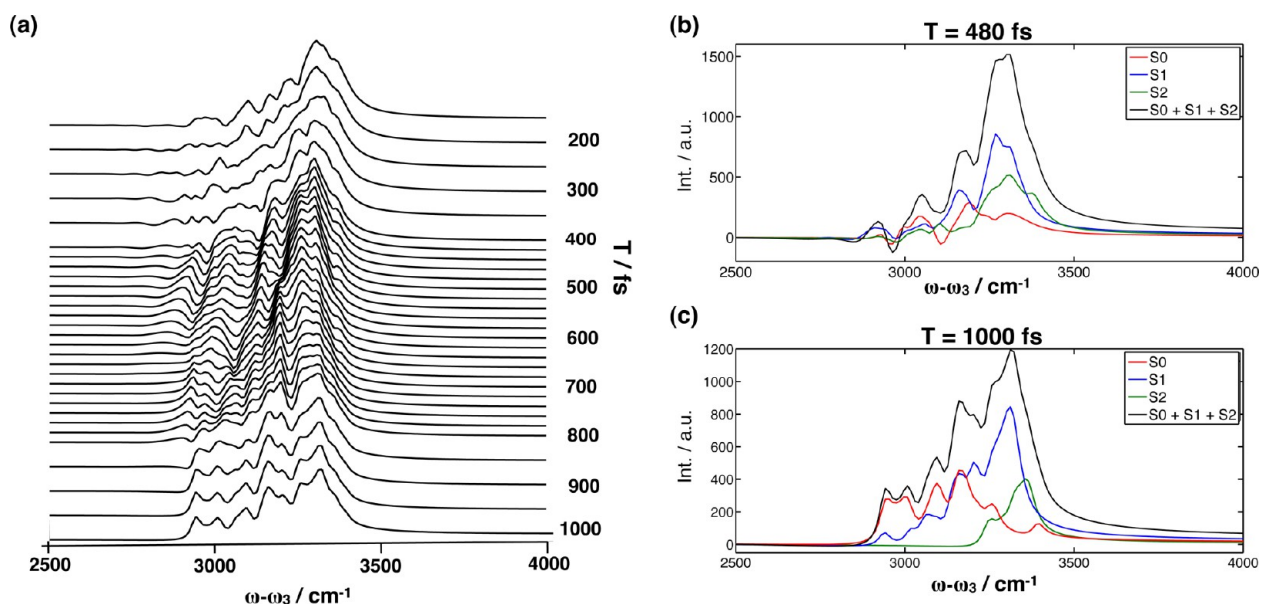 (a)
200
300
400
500
600
700
800
900
1000
T / fs
2500
3000
3500
4000
ω-ω₃ / cm⁻¹
(b)
T = 480 fs
1500
1000
500
0
Int. / a.u.
S0
S1
S2
S0 + S1 + S2
2500
3000
3500
4000
ω-ω₃ / cm⁻¹
(c)
T = 1000 fs
1200
1000
800
600
400
200
0
Int. / a.u.
S0
S1
S2
S0 + S1 + S2
2500
3000
3500
4000
ω-ω₃ / cm⁻¹